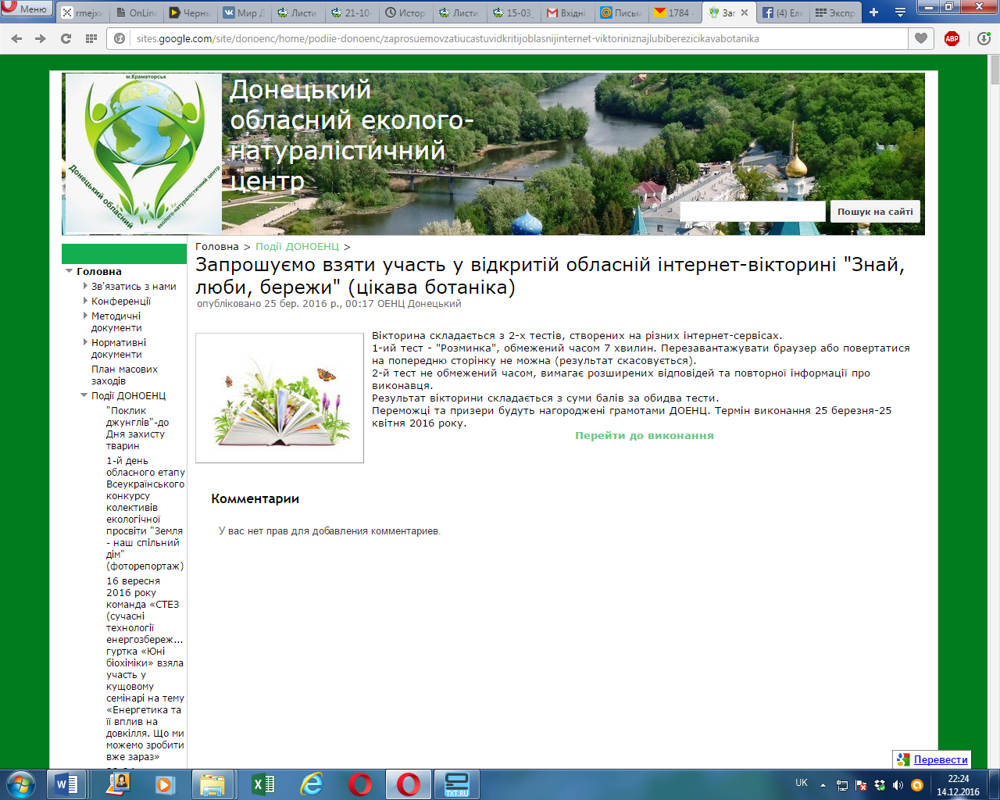 Меню
rmejx
OnLine
Черны
Мир Д
Листи
21-10-
Истор
Листи
15-03_
Вхідні
Письм
1784
Заг
(4) Еле
Экспр
sites.google.com/site/donoenc/home/podiie-donoenc/zaprosuemovzatiucastuvidkritijoblasnijinternet-viktoriniznajlubiberezicikavabotanika
ABP
м.Краматорськ
Донецький обласний
еколого-натуралістичний центр
Донецький
обласний еколого-
натуралістичний
центр
Пошук на сайті
Головна
Зв'язатись з нами
Конференції
Методичні
документи
Нормативні
документи
План масових
заходів
Події ДОНОЕНЦ
"Поклик
джунглів"-до
Дня захисту
тварин
1-й день
обласного етапу
Всеукраїнського
конкурсу
колективів
екологічної
просвіти "Земля
- наш спільний
дім"
(фоторепортаж)
16 вересня
2016 року
команда «СТЕЗ
(сучасні
технології
енергозбереж...
гуртка «Юні
біохіміки» взяла
участь у
кущовому
семінарі на тему
«Енергетика та
її вплив на
довкілля. Що ми
можемо зробити
вже зараз»
Головна > Події ДОНОЕНЦ >
Запрошуємо взяти участь у відкритій обласній інтернет-вікторині "Знай,
люби, бережи" (цікава ботаніка)
опубліковано 25 бер. 2016 р., 00:17 ОЕНЦ Донецький
Вікторина складається з 2-х тестів, створених на різних інтернет-сервісах.
1-ий тест - "Розминка", обмежений часом 7 хвилин. Перезавантажувати браузер або повертатися
на попередню сторінку не можна (результат скасовується).
2-й тест не обмежений часом, вимагає розширених відповідей та повторної інформації про
виконавця.
Результат вікторини складається з суми балів за обидва тести.
Переможці та призери будуть нагороджені грамотами ДОЕНЦ. Термін виконання 25 березня-25
квітня 2016 року.
Перейти до виконання
Комментарии
У вас нет прав для добавления комментариев.
Перевести
TXT.RU
UK
22:24
14.12.2016